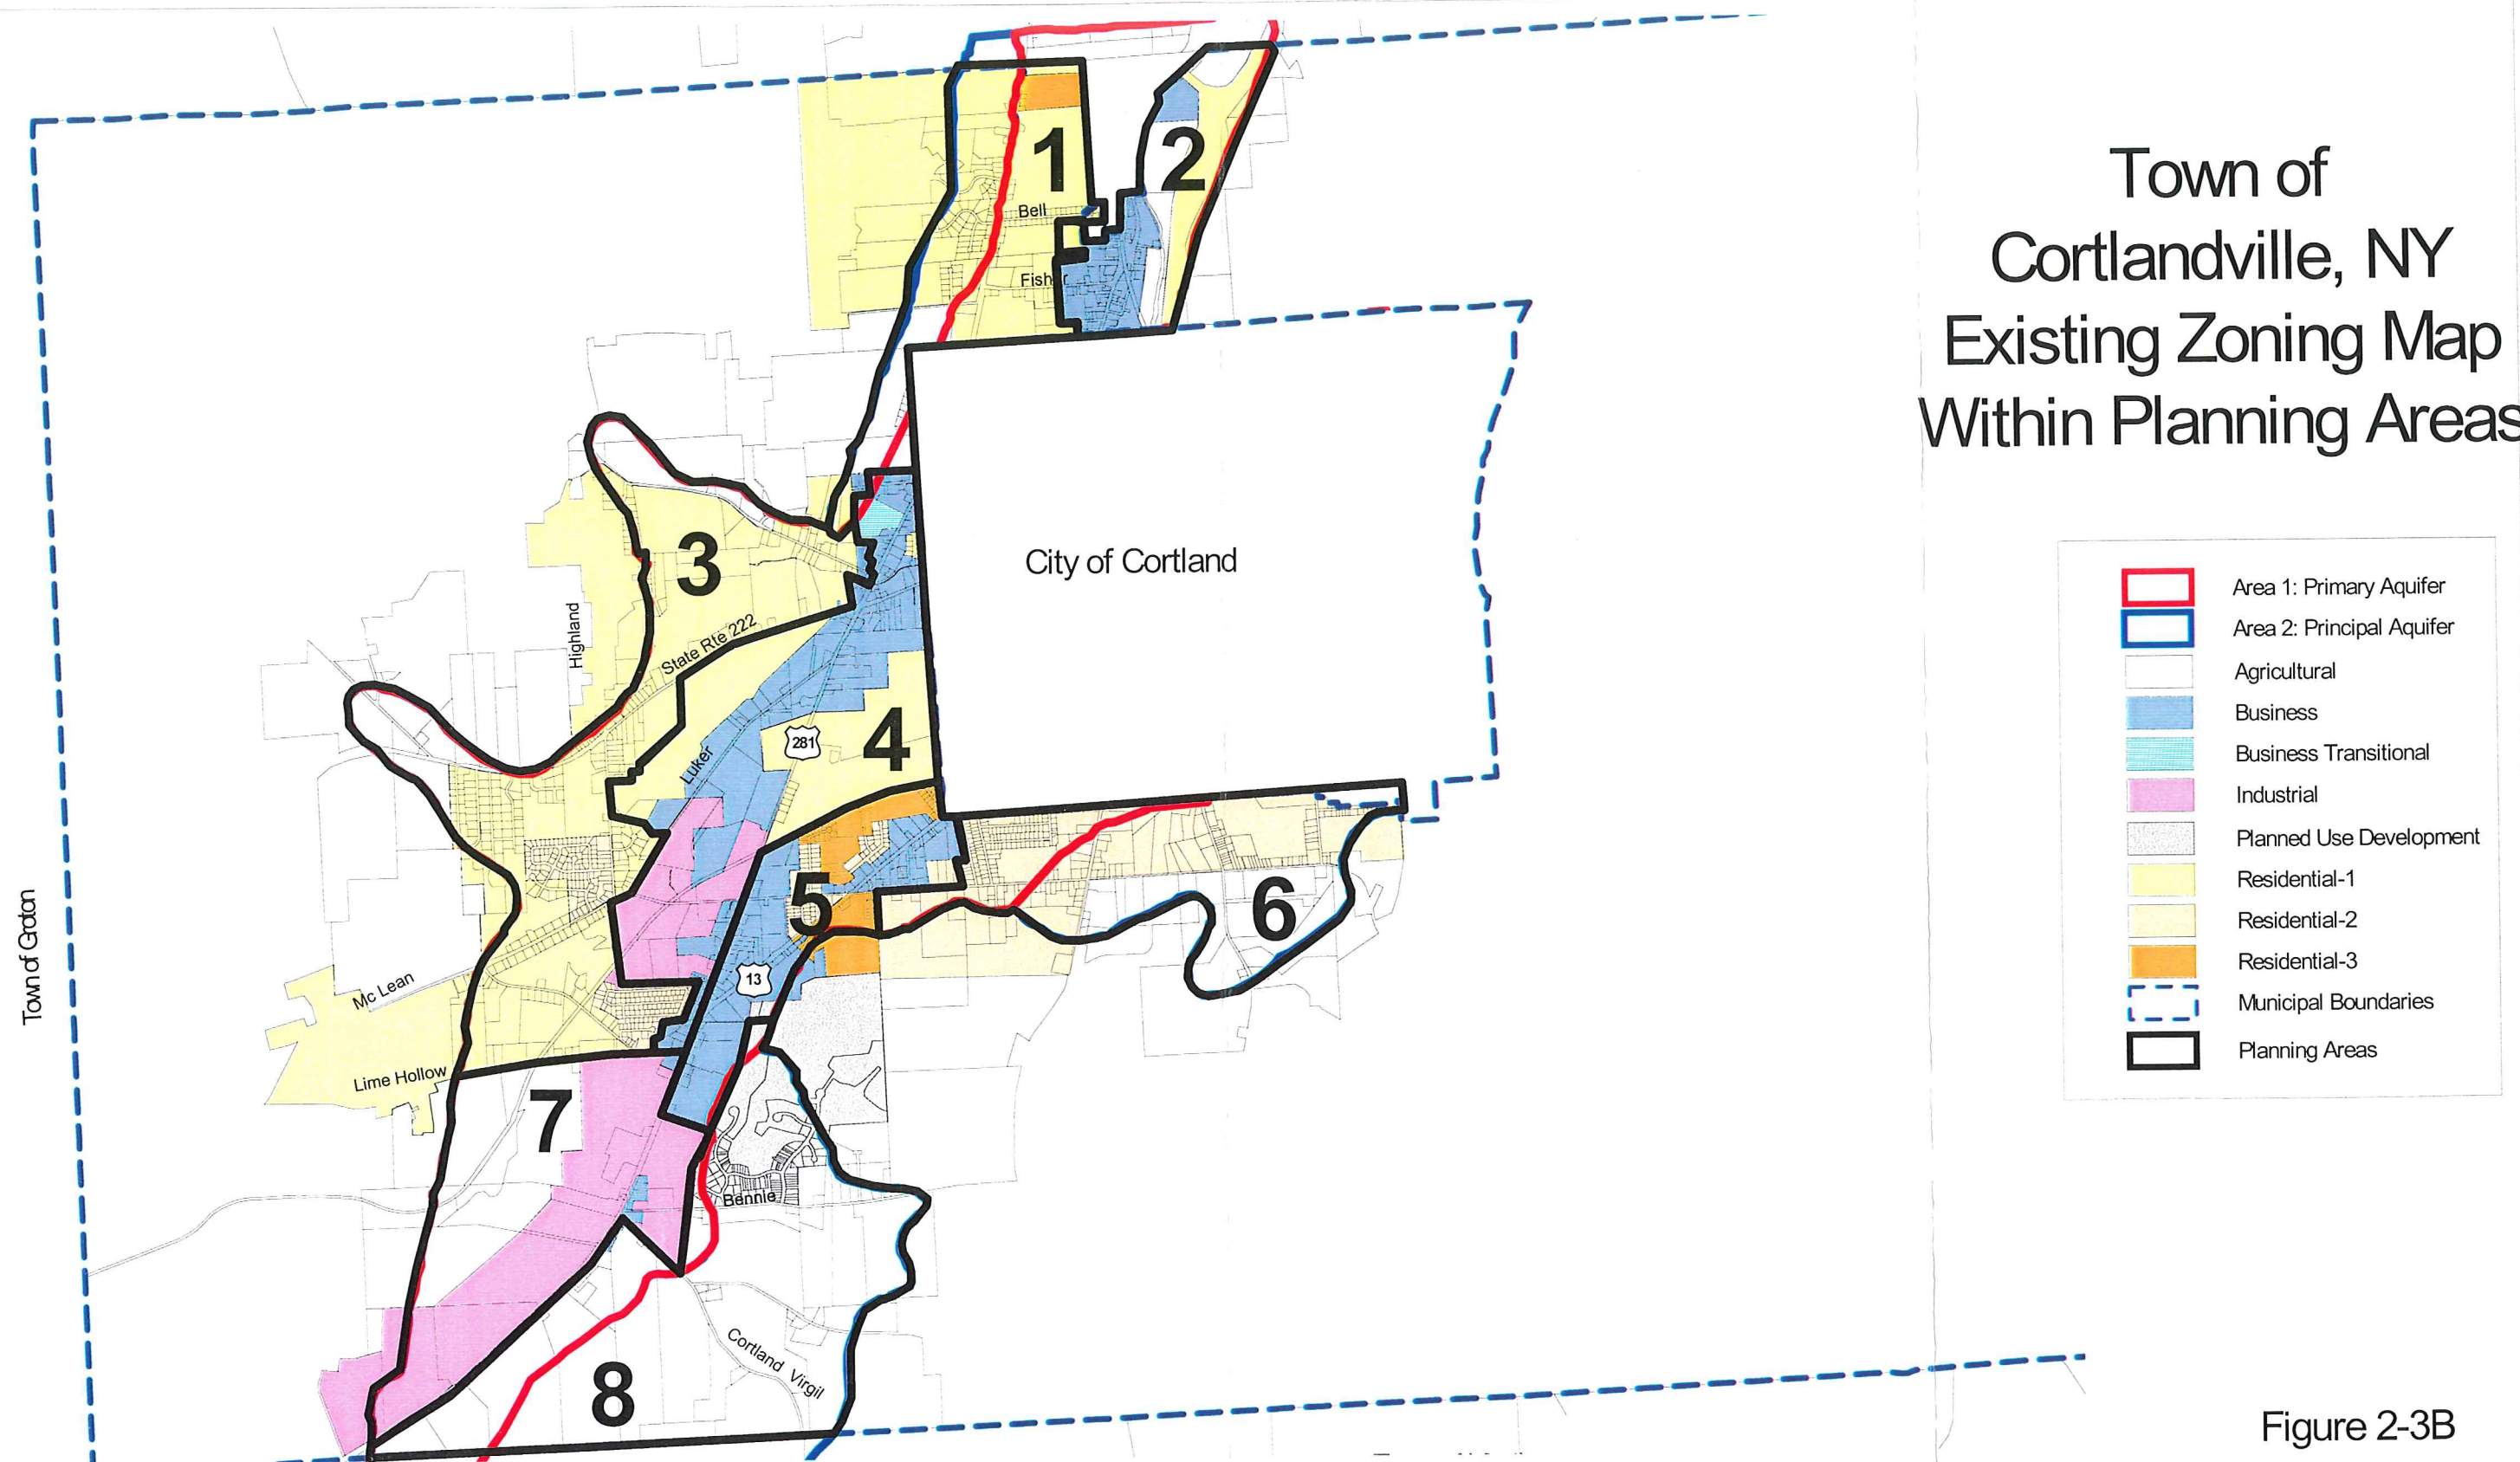 Town of
Cortlandville, NY
Existing Zoning Map
Within Planning Areas
1
2
Bell
Fisher
3
City of Cortland
Highland
State Rte 222
4
281
Luker
5
6
13
Town of Groton
Mc Lean
Lime Hollow
7
Bennie
8
Cortland Virgil
Area 1: Primary Aquifer
Area 2: Principal Aquifer
Agricultural
Business
Business Transitional
Industrial
Planned Use Development
Residential-1
Residential-2
Residential-3
Municipal Boundaries
Planning Areas
Figure 2-3B